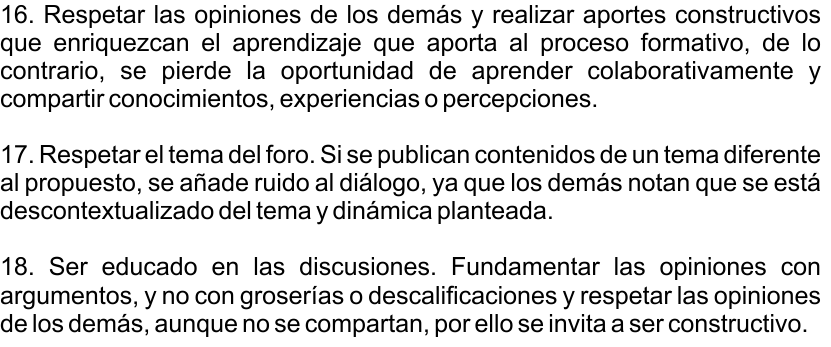 16. Respetar las opiniones de los demás y realizar aportes constructivos
que enriquezcan el aprendizaje que aporta al proceso formativo, de lo
contrario, se pierde la oportunidad de aprender colaborativamente y
compartir conocimientos, experiencias o percepciones.
17. Respetar el tema del foro. Si se publican contenidos de un tema diferente
al propuesto, se añade ruido al diálogo, ya que los demás notan que se está
descontextualizado del tema y dinámica planteada.
18. Ser educado en las discusiones. Fundamentar las opiniones con
argumentos, y no con groserías o descalificaciones y respetar las opiniones
de los demás, aunque no se compartan, por ello se invita a ser constructivo.